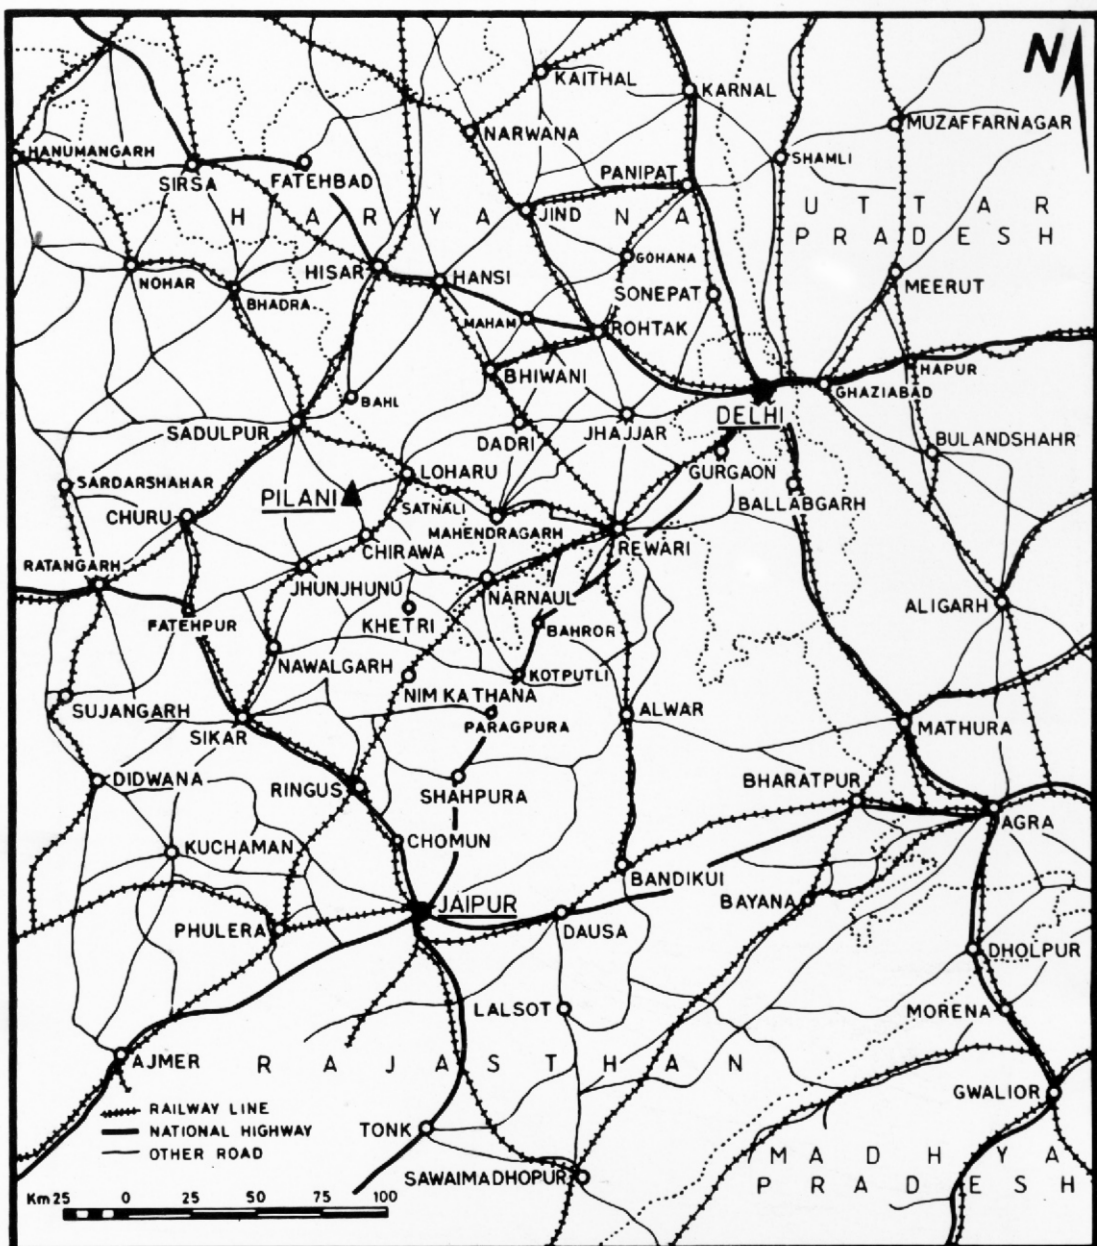 N
KAITHAL
KARNAL
MUZAFFARNAGAR
NARWANA
HANUMANGARH
SHAMLI
SIRSA
FATEHBAD
PANIPAT
H A R Y A N A
JIND
U T T A R
PRADESH
GOHANA
NOHAR
HISAR
HANSI
BHADRA
SONEPAT
MEERUT
MAHAM
ROHTAK
BHIWANI
HAPUR
GHAZIABAD
BAHL
DELHI
SADULPUR
DADRI
JHAJJAR
BULANDSHAHR
GURGAON
LOHARU
SARDARSHAHAR
PILANI
SATNALI
BALLABGARH
CHURU
MAHENDRAGARH
REWARI
CHIRAWA
RATANGARH
JHUNJHUNU
NARNAUL
ALIGARH
FATEHPUR
KHETRI
BAHROR
NAWALGARH
KOTPUTLI
NIM KATHANA
SUJANGARH
PARAGPURA
ALWAR
SIKAR
MATHURA
DIDWANA
RINGUS
SHAHPURA
BHARATPUR
AGRA
CHOMUN
KUCHAMAN
BANDIKUI
JAIPUR
BAYANA
PHULERA
DAUSA
DHOLPUR
LALSOT
MORENA
AJMER
R A J A S T H A N
GWALIOR
RAILWAY LINE
NATIONAL HIGHWAY
OTHER ROAD
TONK
MADHYA
PRADESH
SAWAIMADHOPUR
Km 25 0 25 50 75 100